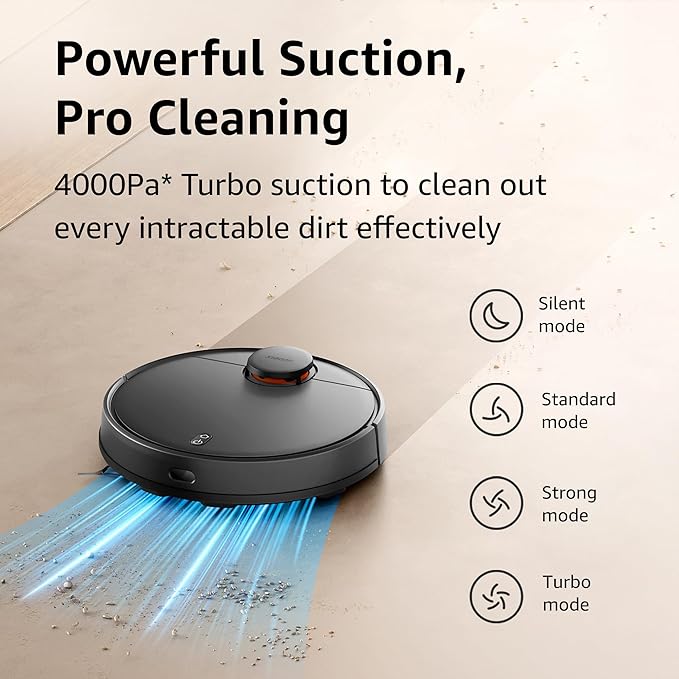 Powerful Suction,
Pro Cleaning
4000Pa* Turbo suction to clean out
every intractable dirt effectively
Silent
mode
Standard
mode
Strong
mode
Turbo
mode